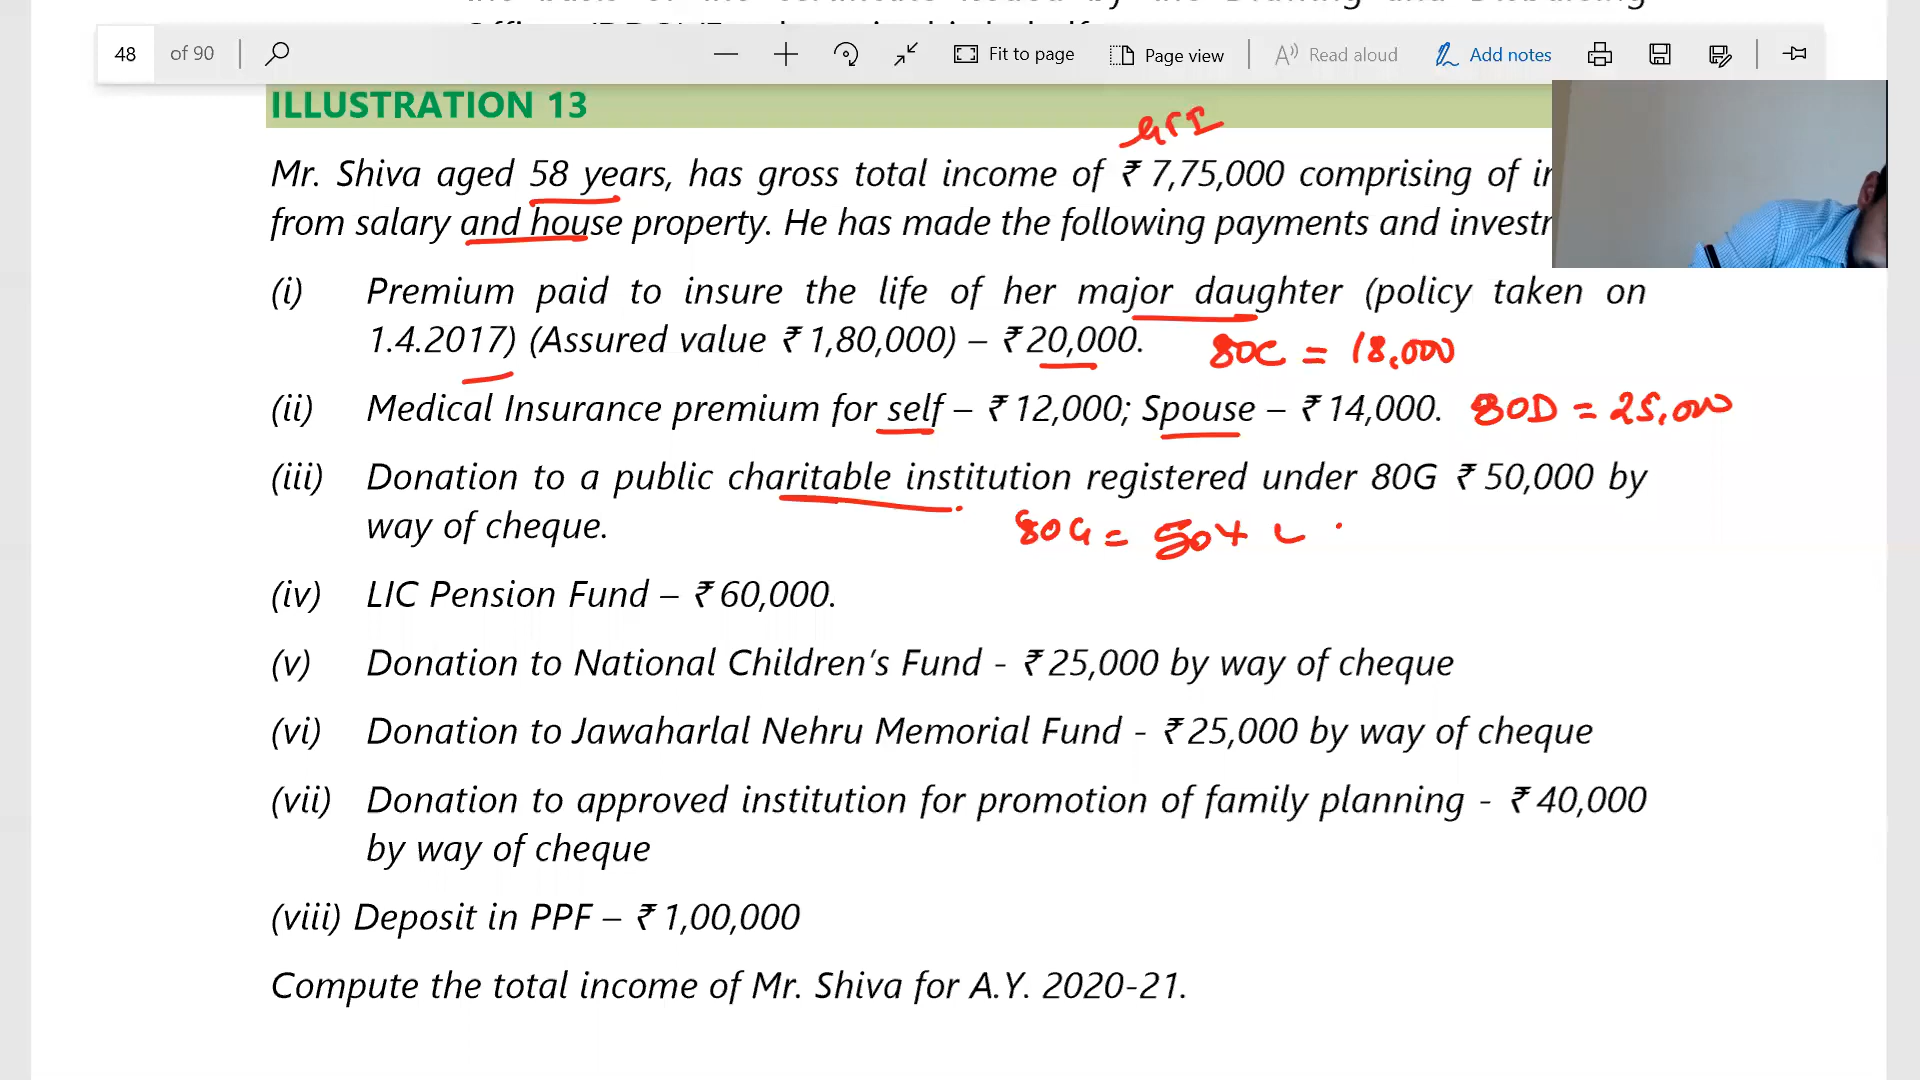 48 of 90 Fit to page Page view Read aloud Add notes
ILLUSTRATION 13
GTI
Mr. Shiva aged 58 years, has gross total income of ₹ 7,75,000 comprising of
from salary and house property. He has made the following payments and
(i) Premium paid to insure the life of her major daughter (policy taken on
1.4.2017) (Assured value ₹ 1,80,000) – ₹ 20,000. 80C = 18,000
(ii) Medical Insurance premium for self – ₹ 12,000; Spouse – ₹ 14,000. 80D = 25,000
(iii) Donation to a public charitable institution registered under 80G ₹ 50,000 by
way of cheque. 80G =
(iv) LIC Pension Fund – ₹ 60,000.
(v) Donation to National Children’s Fund - ₹ 25,000 by way of cheque
(vi) Donation to Jawaharlal Nehru Memorial Fund - ₹ 25,000 by way of cheque
(vii) Donation to approved institution for promotion of family planning - ₹ 40,000
by way of cheque
(viii) Deposit in PPF – ₹ 1,00,000
Compute the total income of Mr. Shiva for A.Y. 2020-21.